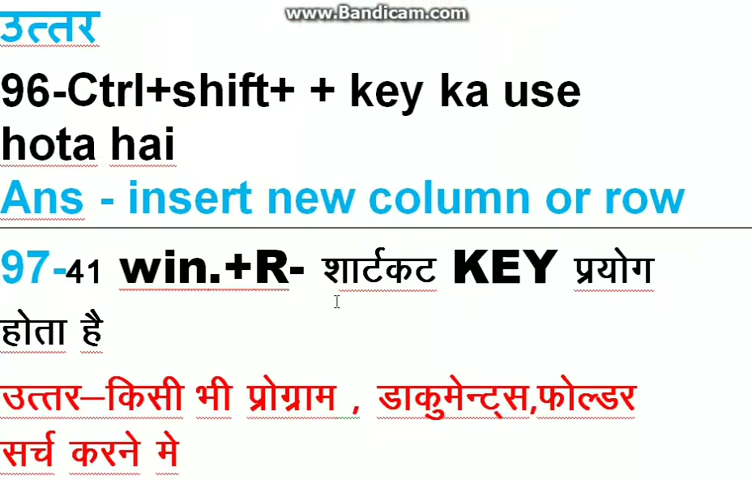 www.Bandicam.com
उत्तर
96-Ctrl+shift+ + key ka use
hota hai
Ans - insert new column or row
97-41 win.+R- शार्टकट KEY प्रयोग
होता है
उत्तर–किसी भी प्रोग्राम , डाकुमेन्ट्स,फोल्डर
सर्च करने मे